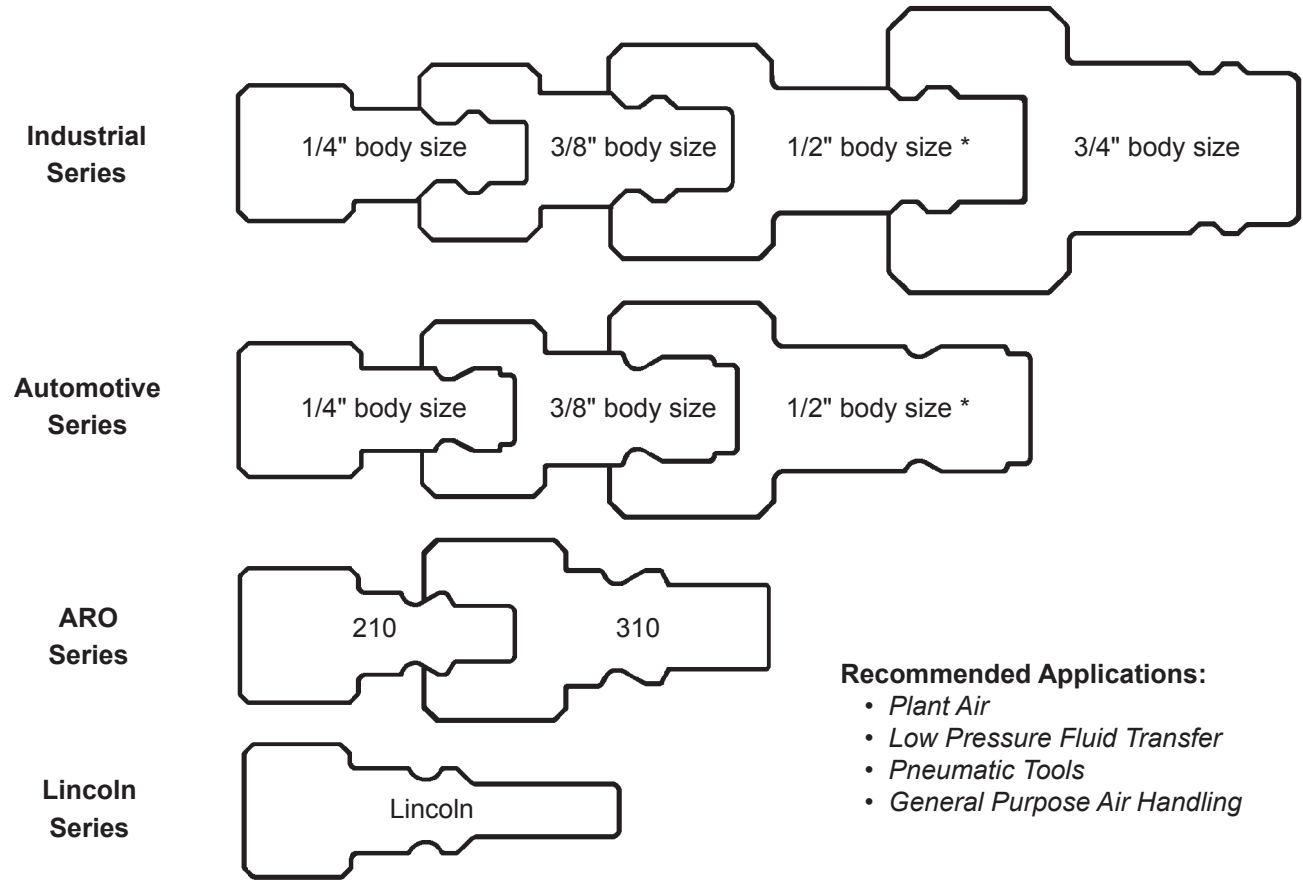 Industrial
Series
1/4" body size
3/8" body size
1/2" body size *
3/4" body size
Automotive
Series
1/4" body size
3/8" body size
1/2" body size *
ARO
Series
210
310
Lincoln
Series
Lincoln
Recommended Applications:
• Plant Air
• Low Pressure Fluid Transfer
• Pneumatic Tools
• General Purpose Air Handling